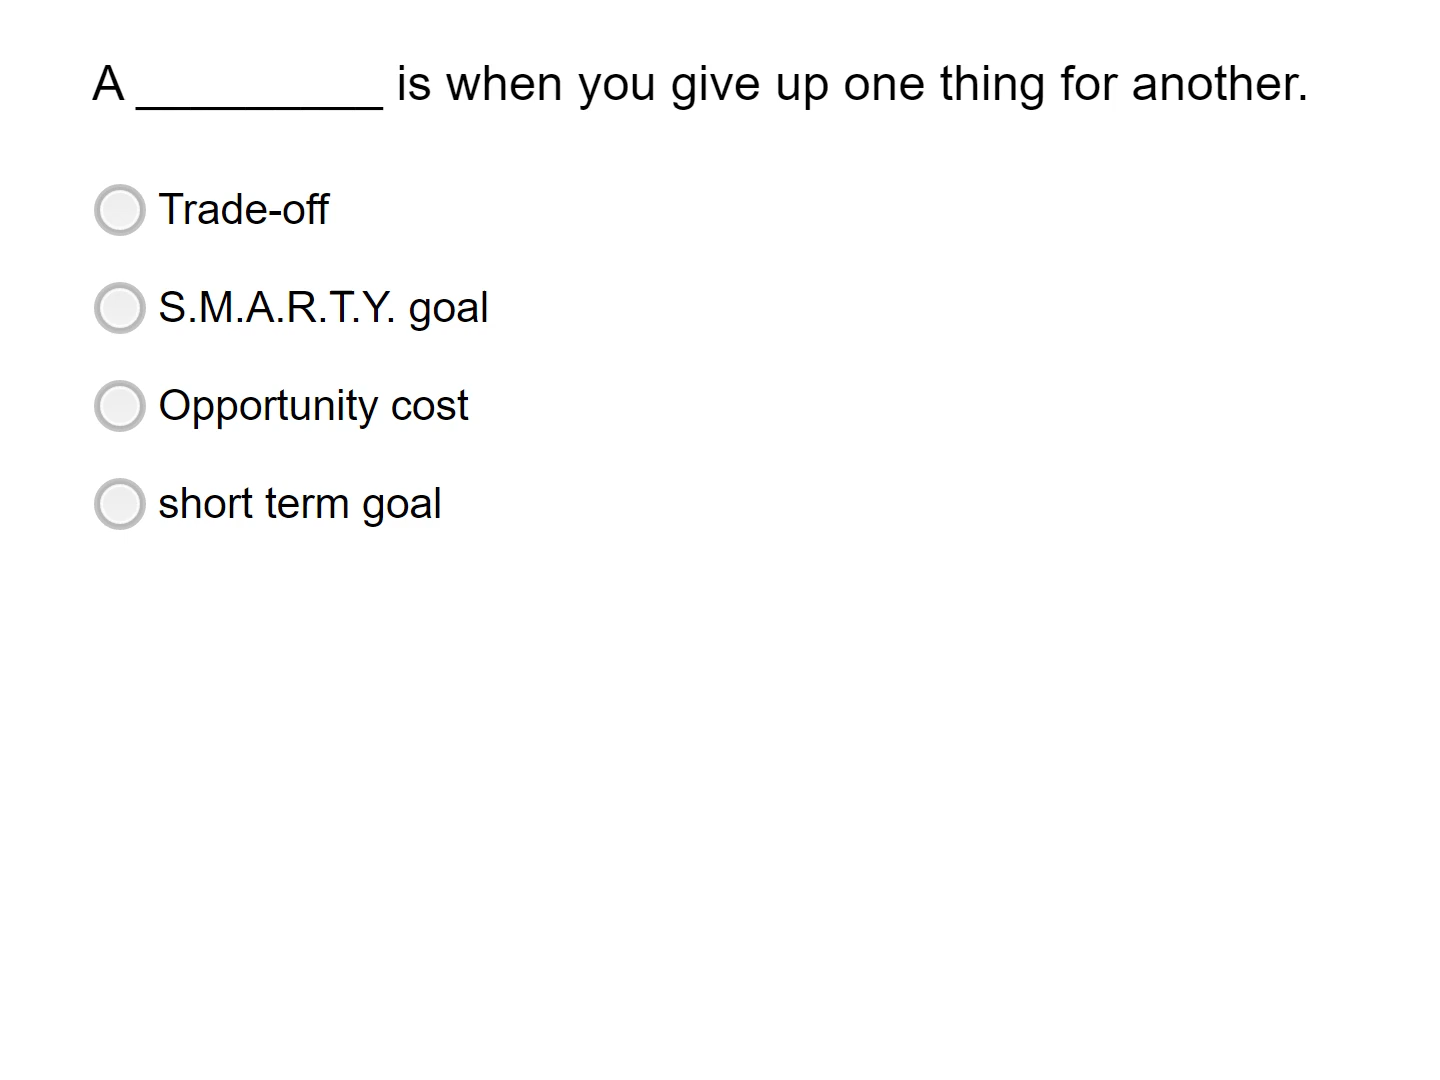 A _________ is when you give up one thing for another.
Trade-off
S.M.A.R.T.Y. goal
Opportunity cost
short term goal